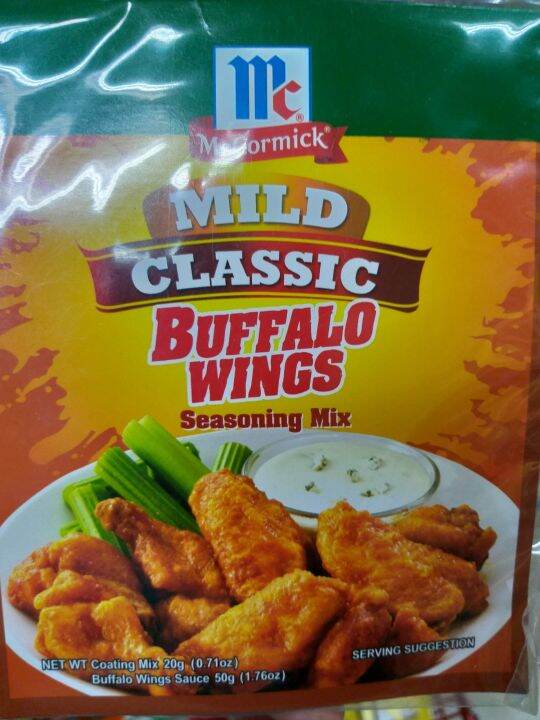 Mc®
McCormick®
MILD
CLASSIC
BUFFALO
WINGS
Seasoning Mix
SERVING SUGGESTION
NET WT Coating Mix 20g (0.71oz)
Buffalo Wings Sauce 50g (1.76oz)